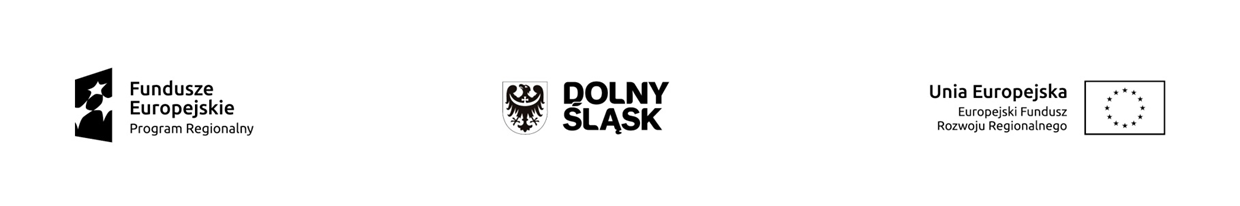 Fundusze
Europejskie
Program Regionalny
DOLNY
ŚLĄSK
Unia Europejska
Europejski Fundusz
Rozwoju Regionalnego